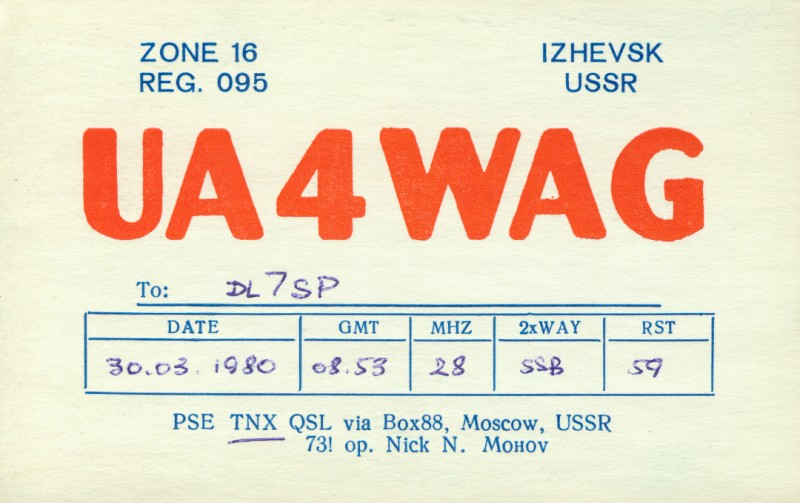 ZONE 16 IZHEVSK
REG. 095 USSR
UA4WAG
To: DL7SP
DATE GMT MHZ 2xWAY RST
30.03.1980 08.53 28 SSB 59
PSE TNX QSL via Box88, Moscow, USSR
73! op. Nick N. Mоноv